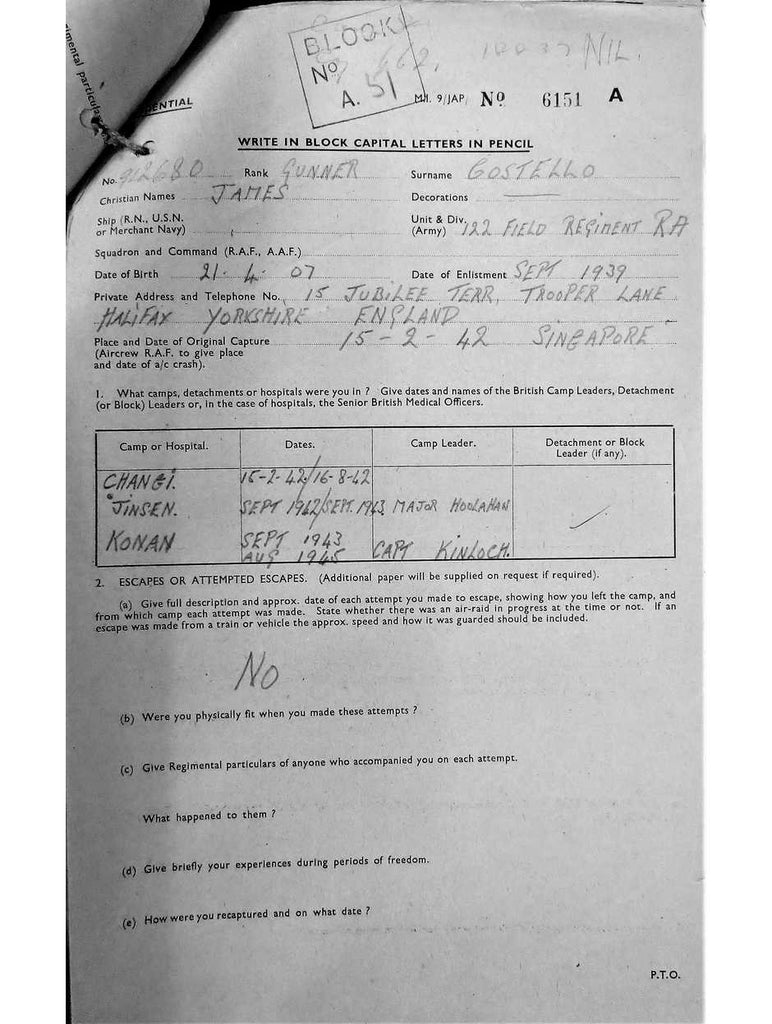 imental particula
ENTIAL
BLOCK
Nº
A. 51
662, NIL.
M.I. 9/JAP/ Nº 6151 A
WRITE IN BLOCK CAPITAL LETTERS IN PENCIL
No. 902680 Rank GUNNER Surname COSTELLO
Christian Names JAMES Decorations
Ship (R.N., U.S.N. or Merchant Navy) Unit & Div. (Army) 122 FIELD REGIMENT RA
Squadron and Command (R.A.F., A.A.F.)
Date of Birth 21-4-07 Date of Enlistment SEPT 1939
Private Address and Telephone No. 15 JUBILEE TERR, TROOPER LANE
HALIFAX YORKSHIRE ENGLAND
Place and Date of Original Capture 15-2-42 SINGAPORE
(Aircrew R.A.F. to give place
and date of a/c crash).
1. What camps, detachments or hospitals were you in ? Give dates and names of the British Camp Leaders, Detachment
(or Block) Leaders or, in the case of hospitals, the Senior British Medical Officers.
Camp or Hospital. Dates. Camp Leader. Detachment or Block Leader (if any).
CHANGI. 15-2-42/16-8-42
JINSEN. SEPT 1942/SEPT. 1943 MAJOR HOOLAHAN
KONAN SEPT 1943
AUG 1945 CAPT KINLOCH.
2. ESCAPES OR ATTEMPTED ESCAPES. (Additional paper will be supplied on request if required).
(a) Give full description and approx. date of each attempt you made to escape, showing how you left the camp, and
from which camp each attempt was made. State whether there was an air-raid in progress at the time or not. If an
escape was made from a train or vehicle the approx. speed and how it was guarded should be included.
NO
(b) Were you physically fit when you made these attempts ?
(c) Give Regimental particulars of anyone who accompanied you on each attempt.
What happened to them ?
(d) Give briefly your experiences during periods of freedom.
(e) How were you recaptured and on what date ?
P.T.O.